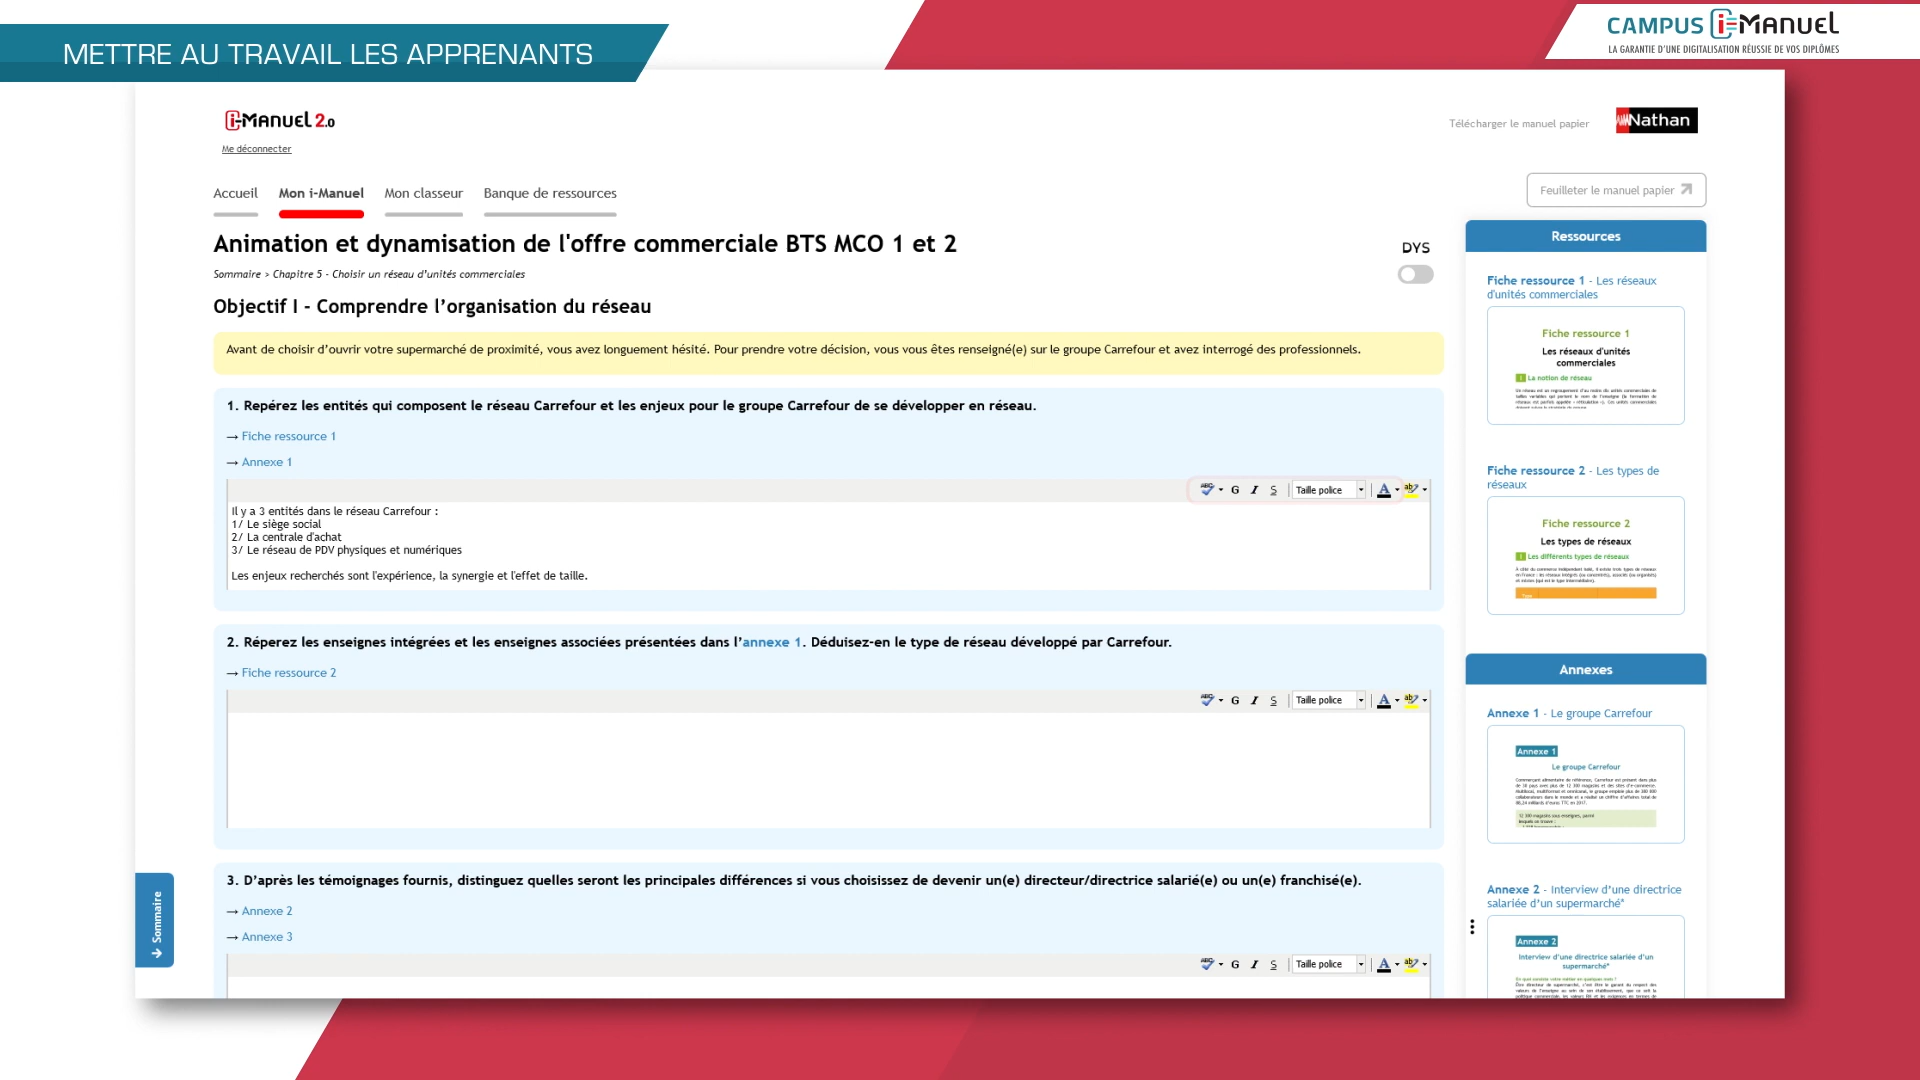 METTRE AU TRAVAIL LES APPRENANTS
CAMPUS i-MANUEL
LA GARANTIE D'UNE DIGITALISATION RÉUSSIE DE VOS DIPLÔMES
i-MANUEL 2.0
Me déconnecter
Télécharger le manuel papier
Nathan
Accueil
Mon i-Manuel
Mon classeur
Banque de ressources
Feuilleter le manuel papier
Animation et dynamisation de l'offre commerciale BTS MCO 1 et 2
DYS
Sommaire > Chapitre 5 - Choisir un réseau d'unités commerciales
Objectif I - Comprendre l'organisation du réseau
Avant de choisir d'ouvrir votre supermarché de proximité, vous avez longuement hésité. Pour prendre votre décision, vous vous êtes renseigné(e) sur le groupe Carrefour et avez interrogé des professionnels.
1. Repérez les entités qui composent le réseau Carrefour et les enjeux pour le groupe Carrefour de se développer en réseau.
→ Fiche ressource 1
→ Annexe 1
ABC G I S Taille police A ab
Il y a 3 entités dans le réseau Carrefour :
1/ Le siège social
2/ La centrale d'achat
3/ Le réseau de PDV physiques et numériques
Les enjeux recherchés sont l'expérience, la synergie et l'effet de taille.
2. Réperez les enseignes intégrées et les enseignes associées présentées dans l'annexe 1. Déduisez-en le type de réseau développé par Carrefour.
→ Fiche ressource 2
ABC G I S Taille police A ab
3. D'après les témoignages fournis, distinguez quelles seront les principales différences si vous choisissez de devenir un(e) directeur/directrice salarié(e) ou un(e) franchisé(e).
→ Annexe 2
→ Annexe 3
ABC G I S Taille police A ab
Sommaire
Ressources
Fiche ressource 1 - Les réseaux
d'unités commerciales
Fiche ressource 1
Les réseaux d'unités
commerciales
I La notion de réseau
Fiche ressource 2 - Les types de
réseaux
Fiche ressource 2
Les types de réseaux
I Les différents types de réseaux
Type
Annexes
Annexe 1 - Le groupe Carrefour
Annexe 1
Le groupe Carrefour
Annexe 2 - Interview d'une directrice
salariée d'un supermarché*
Annexe 2
Interview d'une directrice salariée d'un
supermarché*